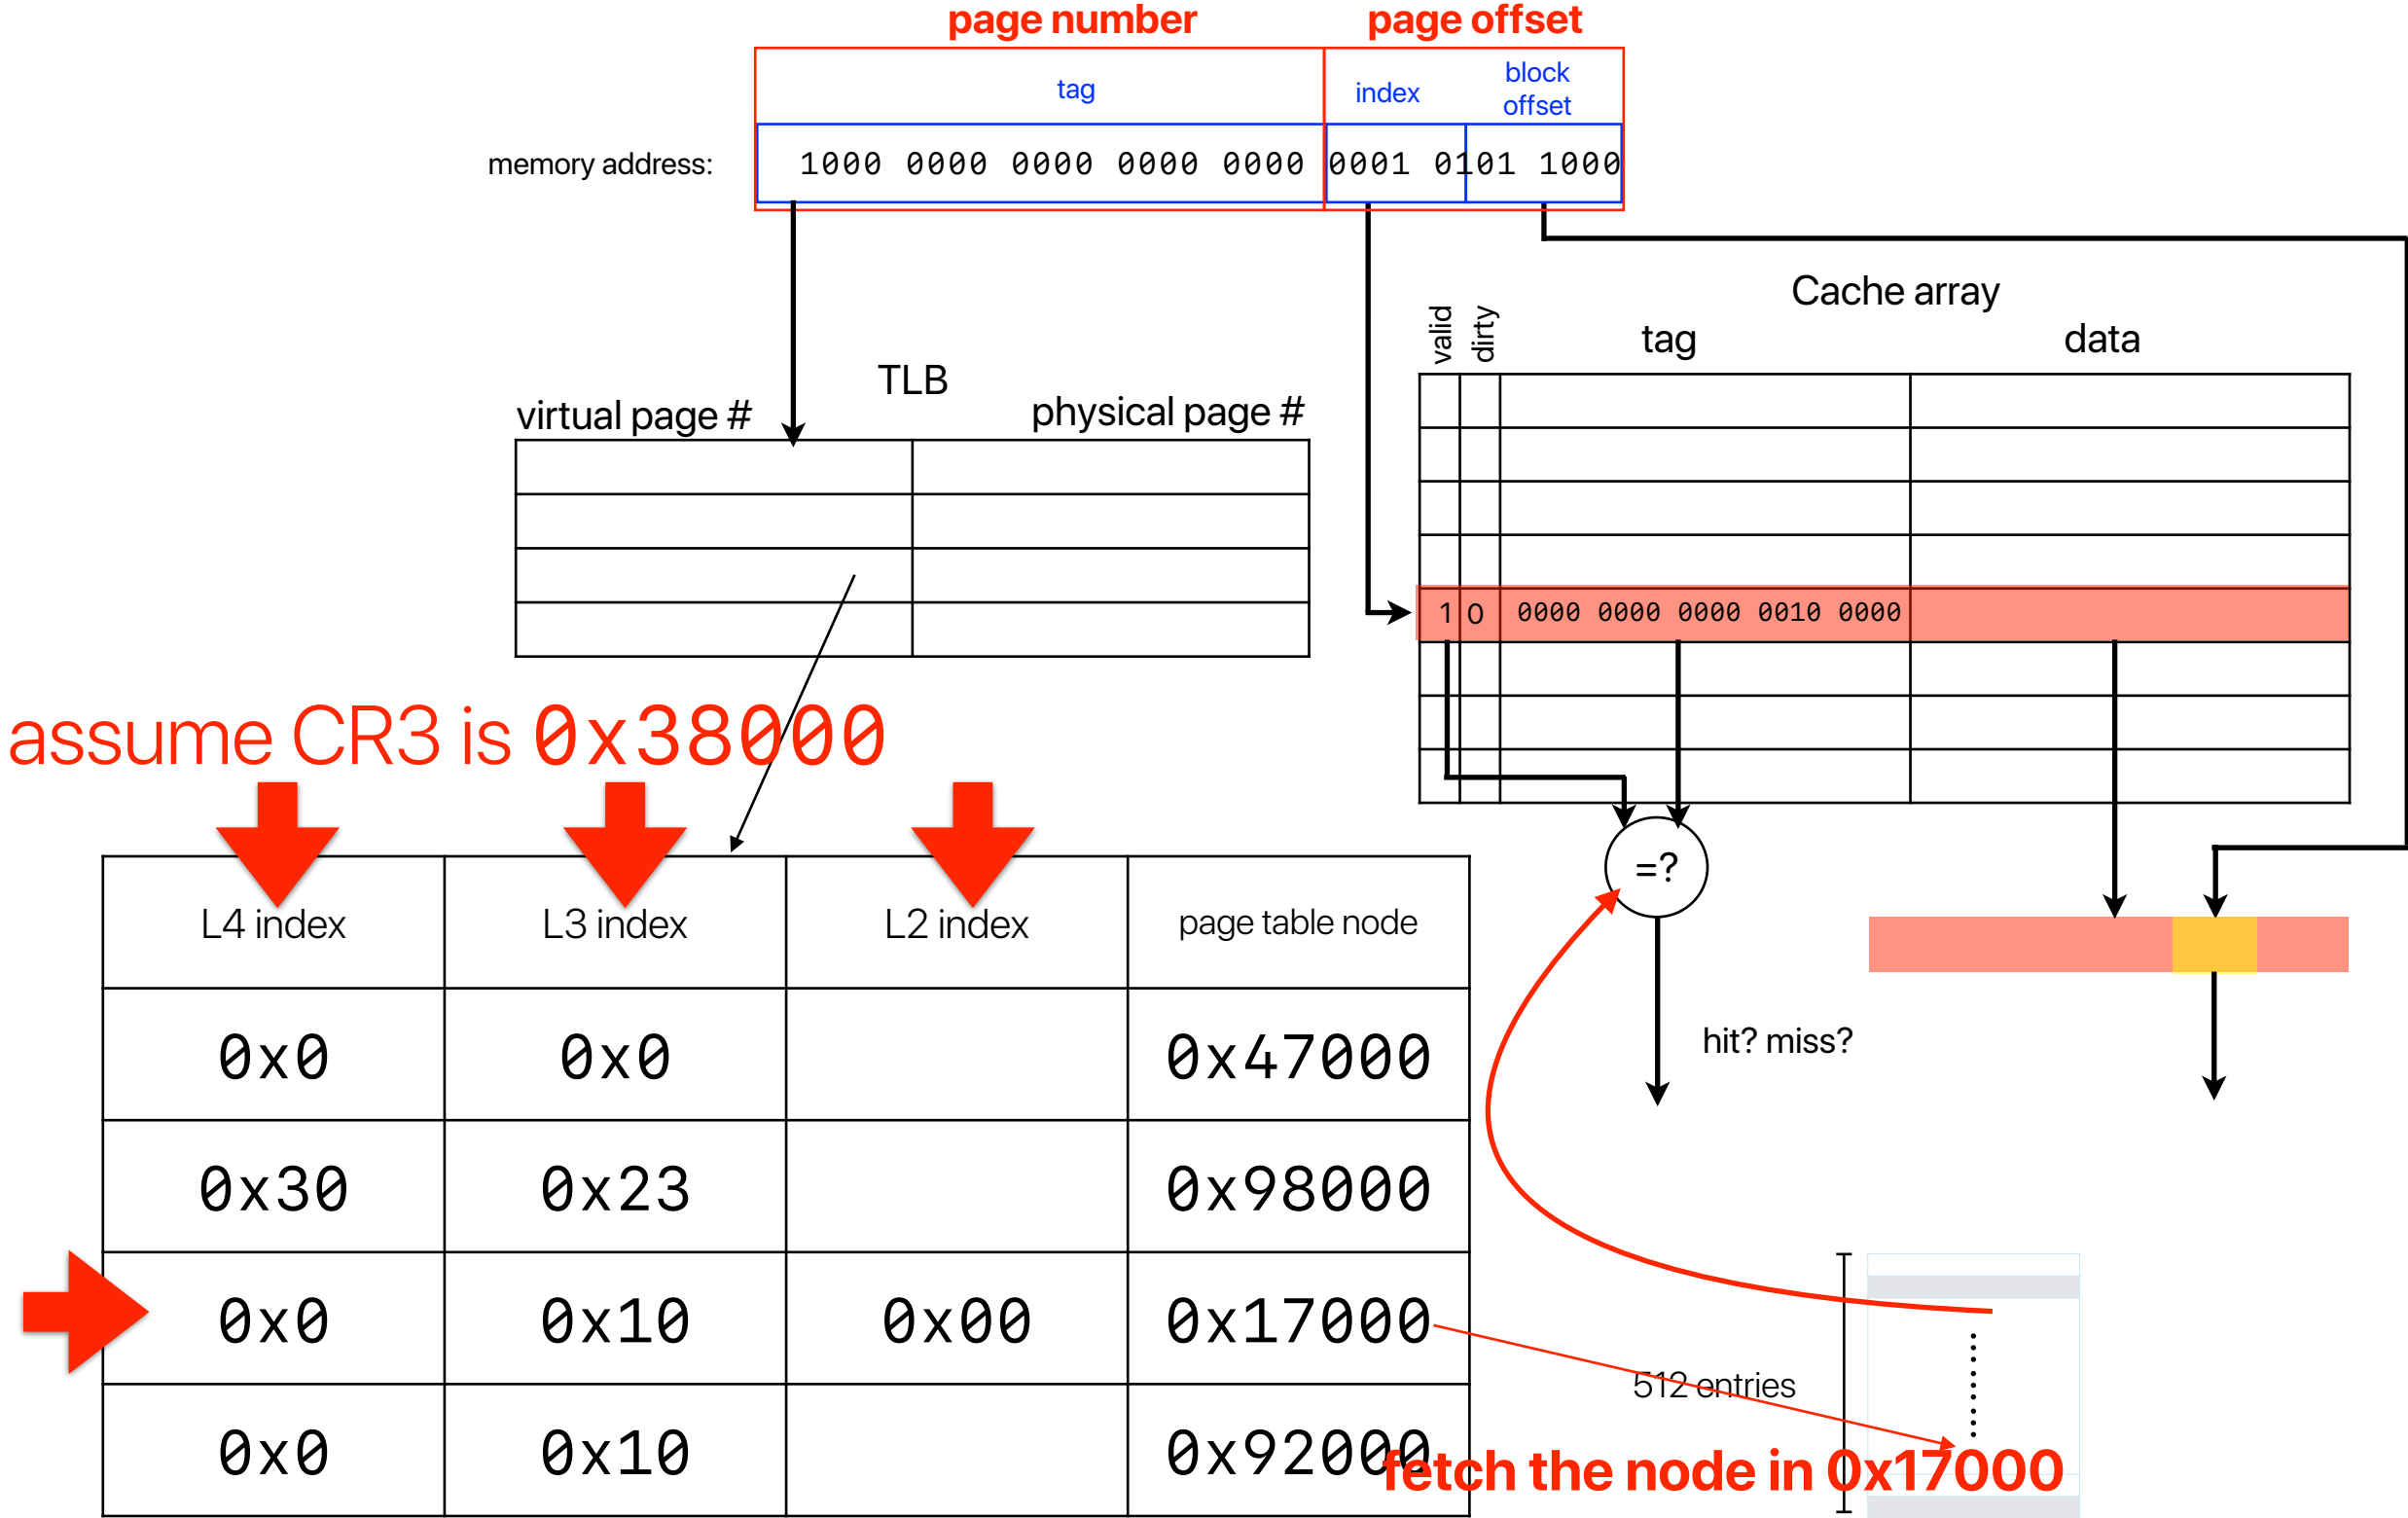 page number page offset
tag index block
offset
memory address: 1000 0000 0000 0000 0000 0001 0101 1000
Cache array
valid dirty tag data
TLB
virtual page # physical page #
1 0 0000 0000 0000 0010 0000
assume CR3 is 0x38000
=?
L4 index L3 index L2 index page table node
hit? miss?
0x0 0x0 0x47000
0x30 0x23 0x98000
0x0 0x10 0x00 0x17000
512 entries
0x0 0x10 0x92000
fetch the node in 0x17000